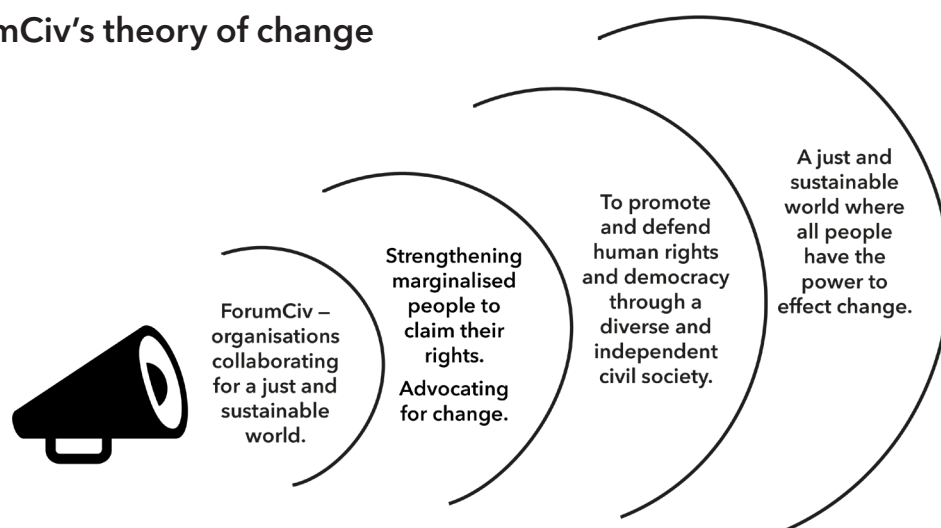 mCiv's theory of change
ForumCiv –
organisations
collaborating
for a just and
sustainable
world.
Strengthening
marginalised
people to
claim their
rights.
Advocating
for change.
To promote
and defend
human rights
and democracy
through a
diverse and
independent
civil society.
A just and
sustainable
world where
all people
have the
power to
effect change.